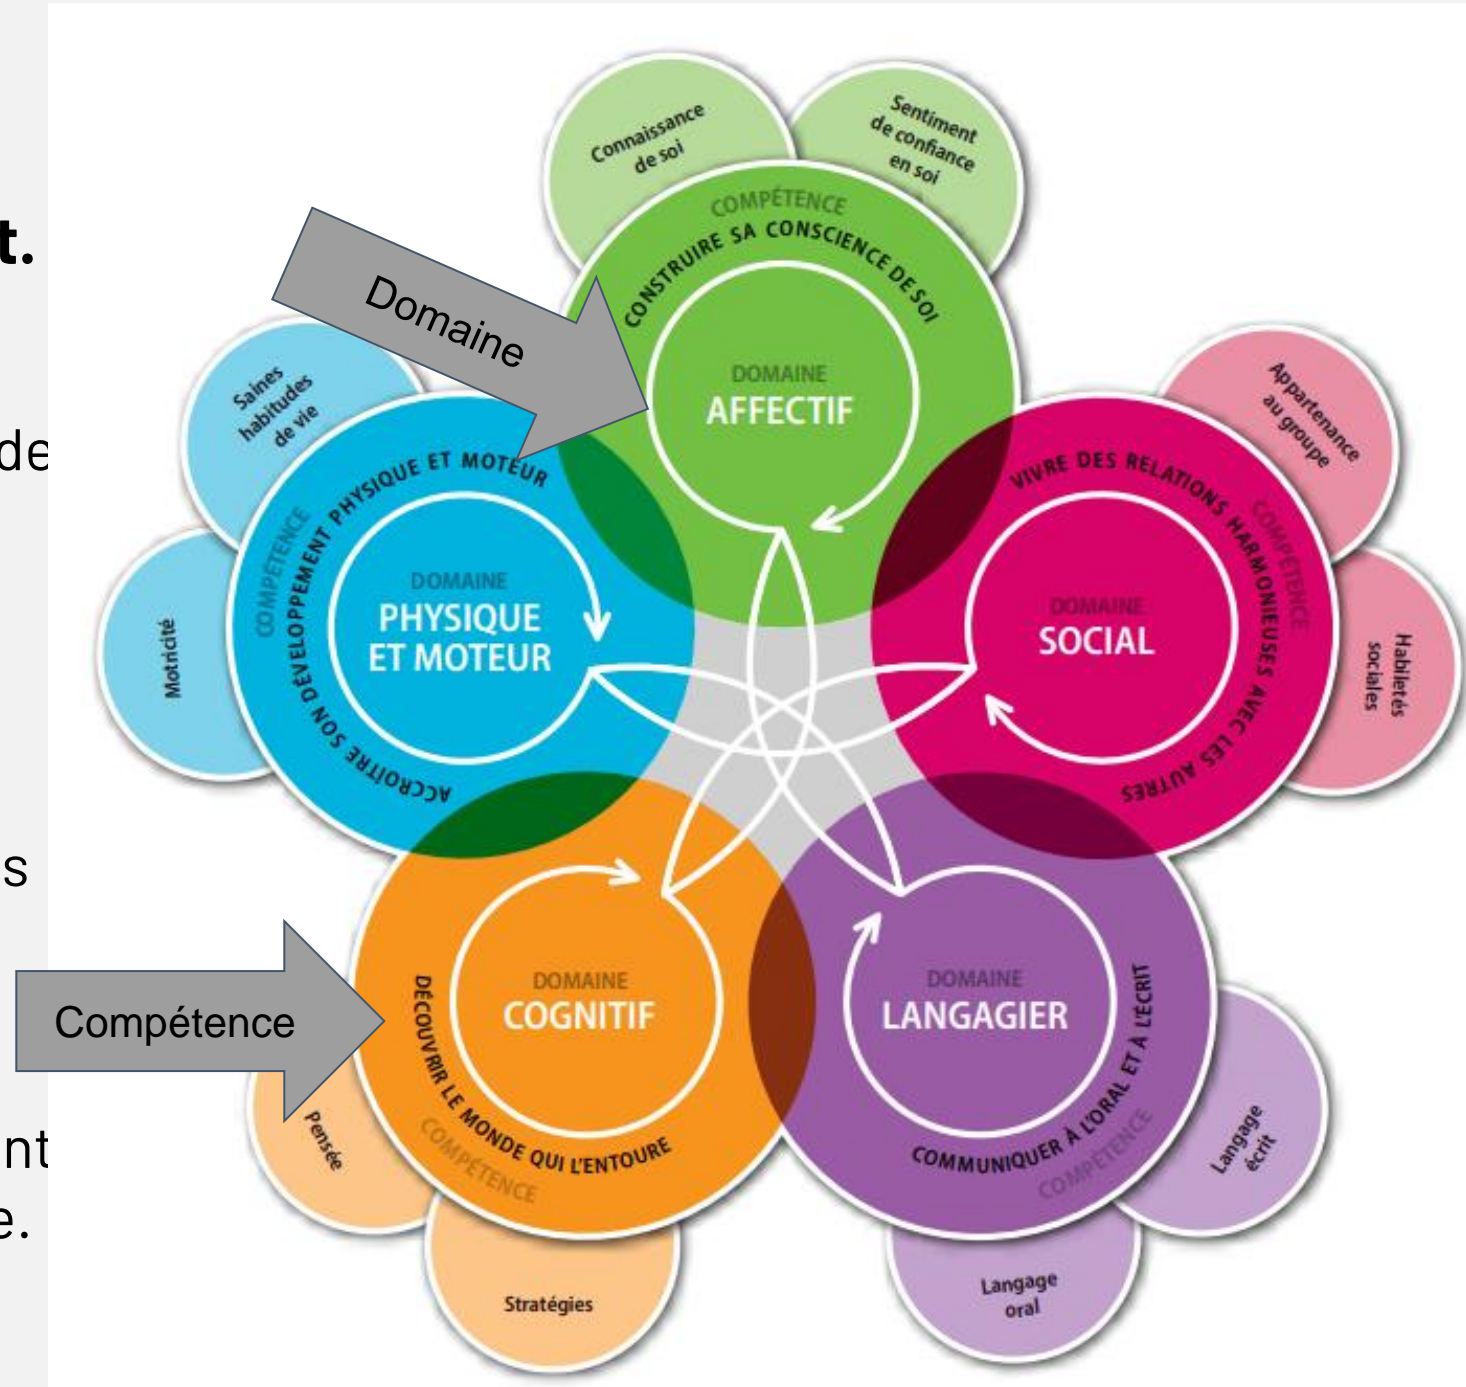 t.
de
s
nt
e.
Connaissance
de soi
Sentiment
de confiance
en soi
COMPÉTENCE
CONSTRUIRE SA CONSCIENCE DE SOI
DOMAINE
AFFECTIF
Domaine
Saines
habitudes
de vie
Motricité
COMPÉTENCE
ACCROÎTRE SON DÉVELOPPEMENT PHYSIQUE ET MOTEUR
DOMAINE
PHYSIQUE
ET MOTEUR
Appartenance
au groupe
Habiletés
sociales
COMPÉTENCE
VIVRE DES RELATIONS HARMONIEUSES AVEC LES AUTRES
DOMAINE
SOCIAL
Compétence
DOMAINE
COGNITIF
DÉCOUVRIR LE MONDE QUI L'ENTOURE
COMPÉTENCE
Pensée
Stratégies
DOMAINE
LANGAGIER
COMMUNIQUER À L'ORAL ET À L'ÉCRIT
COMPÉTENCE
Langage
écrit
Langage
oral